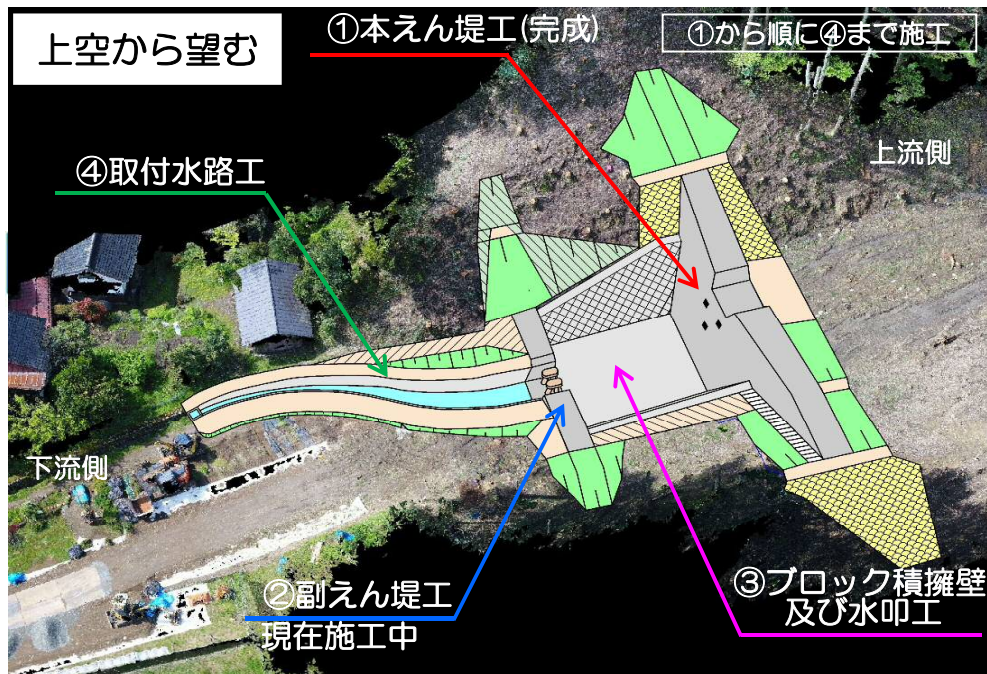 上空から望む
①本えん堤工(完成)
①から順に④まで施工
上流側
④取付水路工
下流側
②副えん堤工
現在施工中
③ブロック積擁壁
及び水叩工